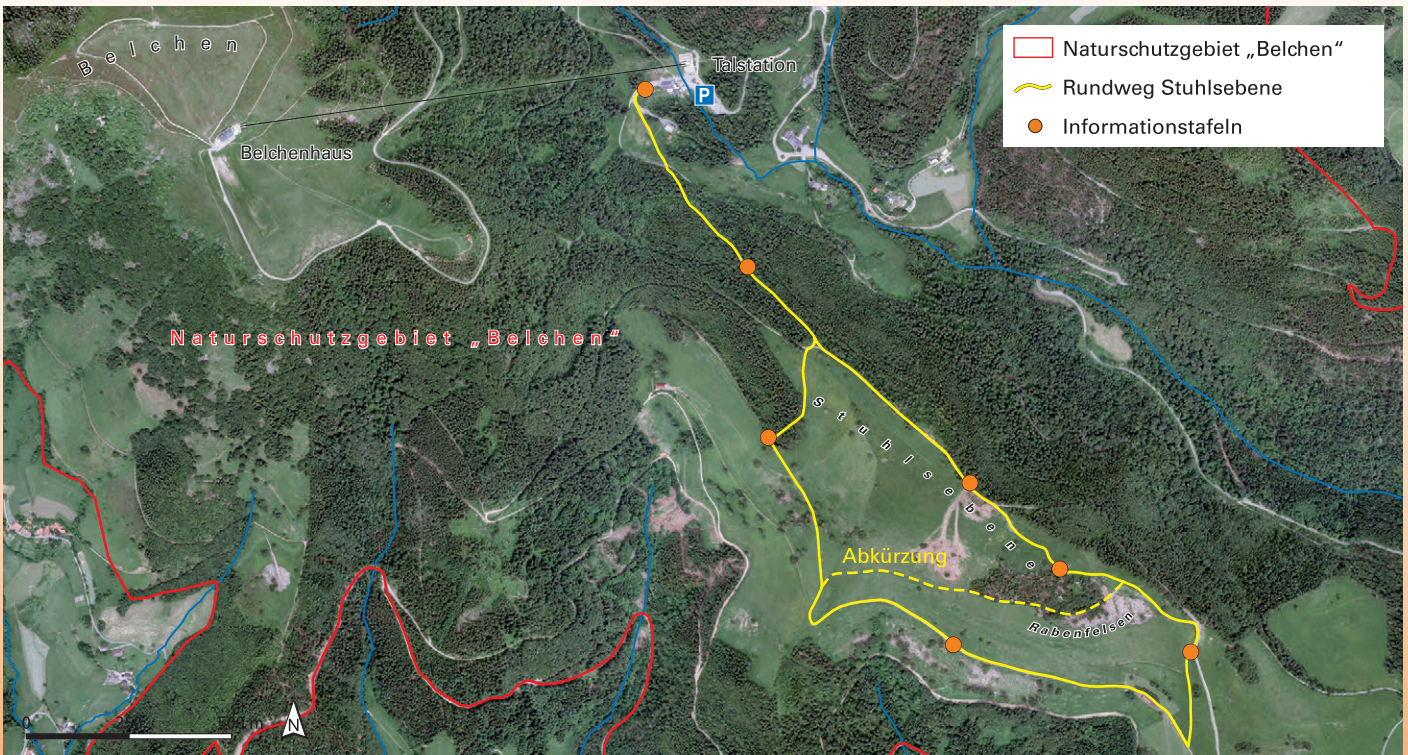 Belchen
Talstation
P
Belchenhaus
Naturschutzgebiet „Belchen“
Rundweg Stuhlsebene
Informationstafeln
Naturschutzgebiet „Belchen“
Stuhlsebene
Abkürzung
Rabenfelsen
0
N